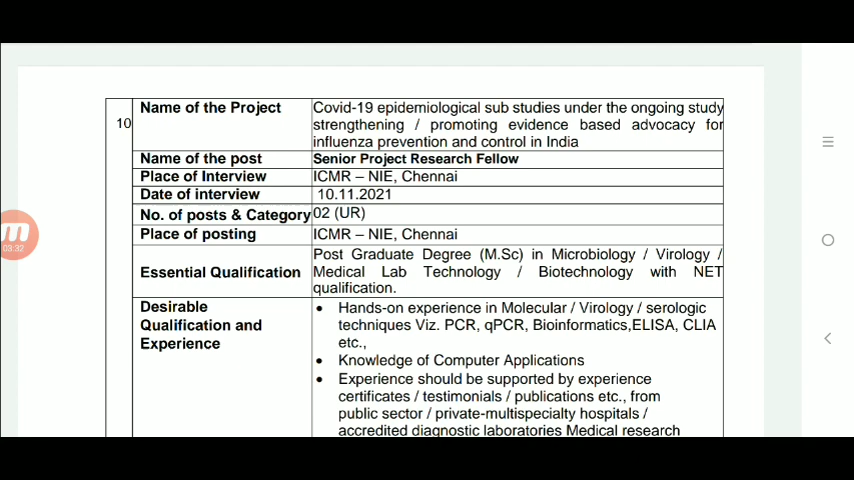 10
Name of the Project
Covid-19 epidemiological sub studies under the ongoing study
strengthening / promoting evidence based advocacy for
influenza prevention and control in India
Name of the post
Senior Project Research Fellow
Place of Interview
ICMR – NIE, Chennai
Date of interview
10.11.2021
No. of posts & Category
02 (UR)
Place of posting
ICMR – NIE, Chennai
Essential Qualification
Post Graduate Degree (M.Sc) in Microbiology / Virology /
Medical Lab Technology / Biotechnology with NET
qualification.
Desirable
Qualification and
Experience
• Hands-on experience in Molecular / Virology / serologic
techniques Viz. PCR, qPCR, Bioinformatics,ELISA, CLIA
etc.,
• Knowledge of Computer Applications
• Experience should be supported by experience
certificates / testimonials / publications etc., from
public sector / private-multispecialty hospitals /
accredited diagnostic laboratories Medical research
03:32